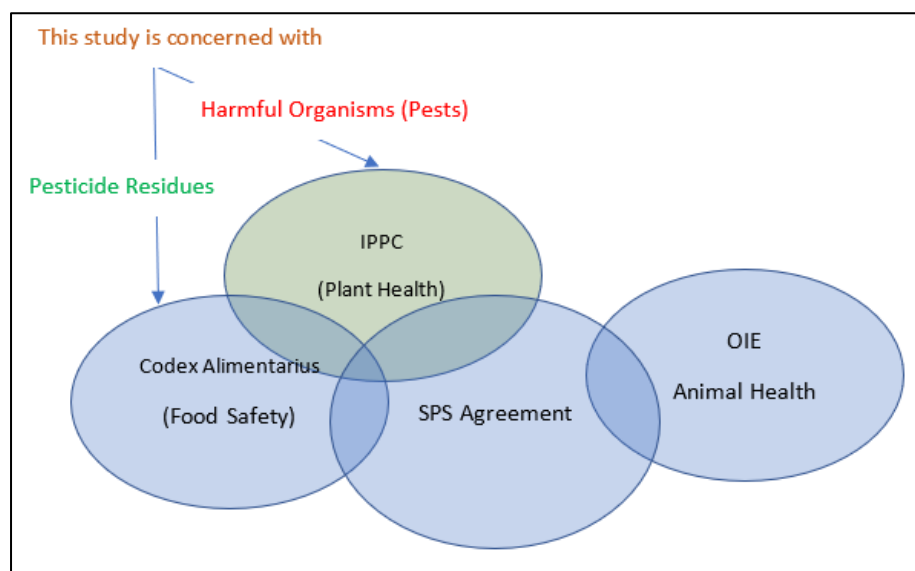 This study is concerned with
Harmful Organisms (Pests)
Pesticide Residues
IPPC
(Plant Health)
Codex Alimentarius
(Food Safety)
SPS Agreement
OIE
Animal Health